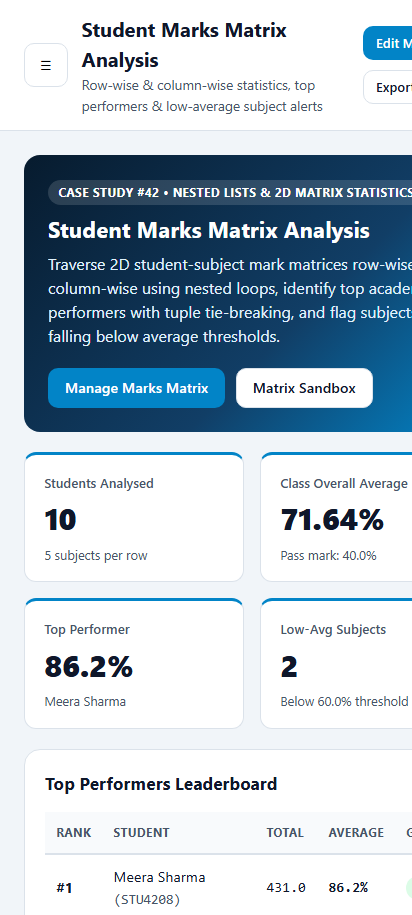 ☰
Student Marks Matrix
Analysis
Row-wise & column-wise statistics, top
performers & low-average subject alerts
Edit M
Export
CASE STUDY #42 • NESTED LISTS & 2D MATRIX STATISTICS
Student Marks Matrix Analysis
Traverse 2D student-subject mark matrices row-wise
column-wise using nested loops, identify top acade
performers with tuple tie-breaking, and flag subject
falling below average thresholds.
Manage Marks Matrix
Matrix Sandbox
Students Analysed
10
5 subjects per row
Class Overall Average
71.64%
Pass mark: 40.0%
Top Performer
86.2%
Meera Sharma
Low-Avg Subjects
2
Below 60.0% threshold
Top Performers Leaderboard
RANK STUDENT TOTAL AVERAGE
#1 Meera Sharma 431.0 86.2%
(STU4208)